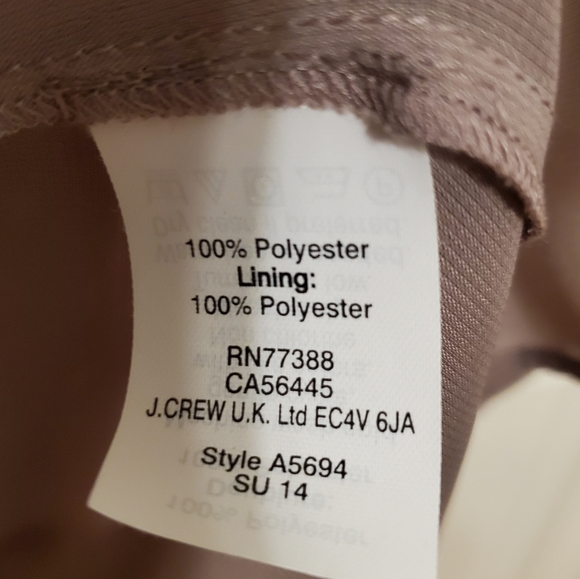 100% Polyester
Lining:
100% Polyester
RN77388
CA56445
J.CREW U.K. Ltd EC4V 6JA
Style A5694
SU 14